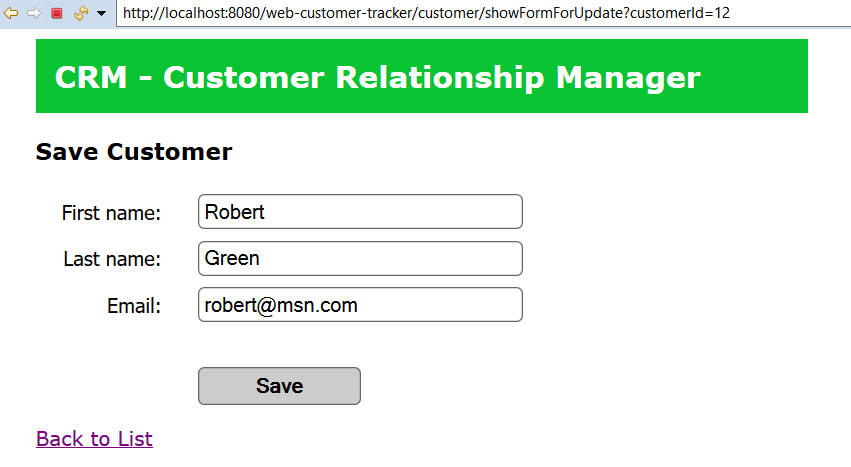 http://localhost:8080/web-customer-tracker/customer/showFormForUpdate?customerId=12
CRM - Customer Relationship Manager
Save Customer
First name: Robert
Last name: Green
Email: robert@msn.com
Save
Back to List